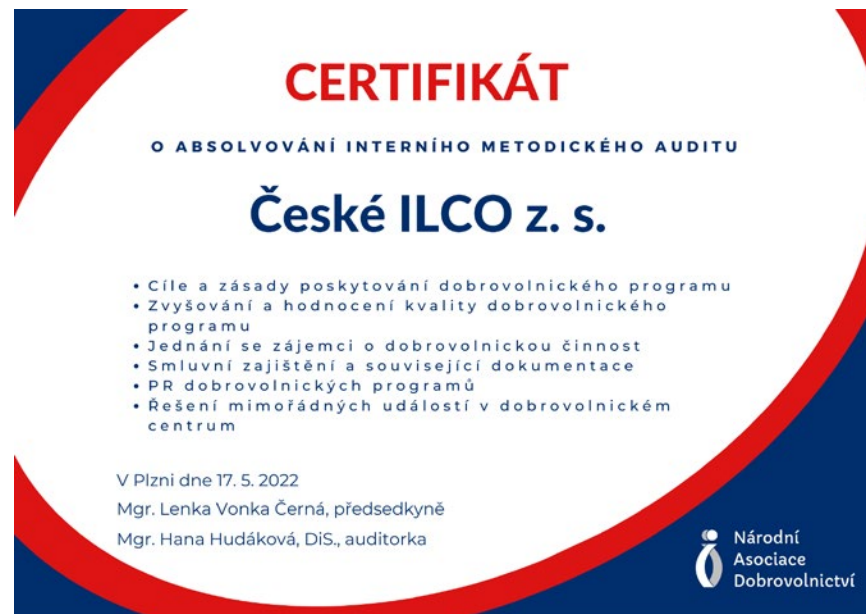 CERTIFIKÁT
O ABSOLVOVÁNÍ INTERNÍHO METODICKÉHO AUDITU
České ILCO z. s.
• Cíle a zásady poskytování dobrovolnického programu
• Zvyšování a hodnocení kvality dobrovolnického
programu
• Jednání se zájemci o dobrovolnickou činnost
• Smluvní zajištění a související dokumentace
• PR dobrovolnických programů
• Řešení mimořádných událostí v dobrovolnickém
centrum
V Plzni dne 17. 5. 2022
Mgr. Lenka Vonka Černá, předsedkyně
Mgr. Hana Hudáková, DiS., auditorka
Národní
Asociace
Dobrovolnictví